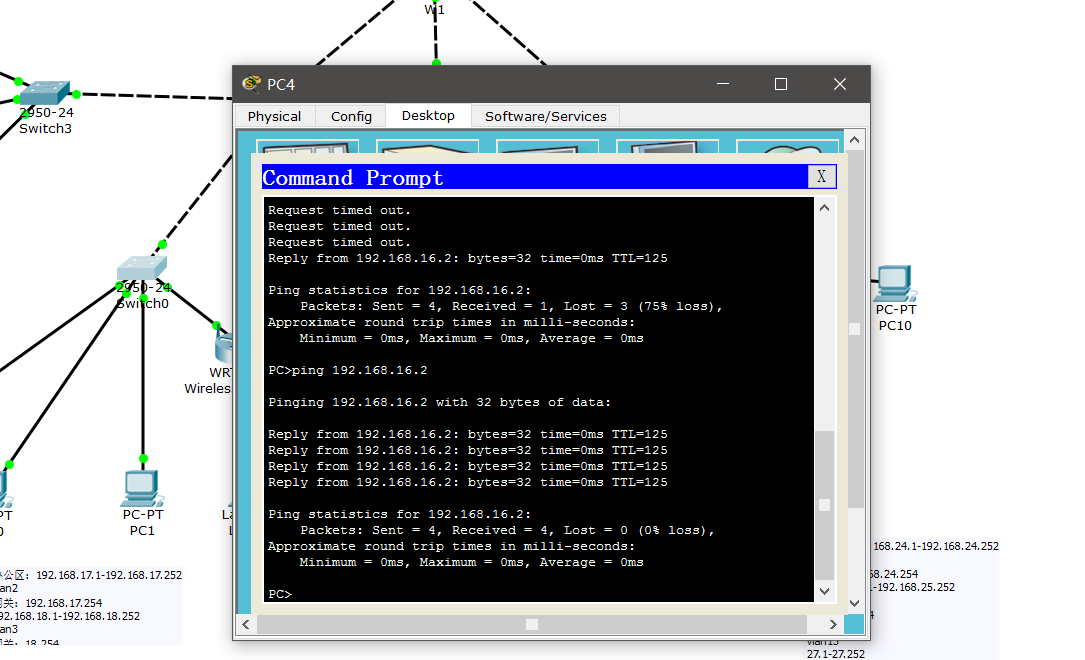 W1
2950-24
Switch3
PC4
Physical
Config
Desktop
Software/Services
Command Prompt
X
Request timed out.
Request timed out.
Request timed out.
Reply from 192.168.16.2: bytes=32 time=0ms TTL=125
Ping statistics for 192.168.16.2:
Packets: Sent = 4, Received = 1, Lost = 3 (75% loss),
Approximate round trip times in milli-seconds:
Minimum = 0ms, Maximum = 0ms, Average = 0ms
PC>ping 192.168.16.2
Pinging 192.168.16.2 with 32 bytes of data:
Reply from 192.168.16.2: bytes=32 time=0ms TTL=125
Reply from 192.168.16.2: bytes=32 time=0ms TTL=125
Reply from 192.168.16.2: bytes=32 time=0ms TTL=125
Reply from 192.168.16.2: bytes=32 time=0ms TTL=125
Ping statistics for 192.168.16.2:
Packets: Sent = 4, Received = 4, Lost = 0 (0% loss),
Approximate round trip times in milli-seconds:
Minimum = 0ms, Maximum = 0ms, Average = 0ms
PC>
2950-24
Switch0
WRT
Wireles
PC-PT
PC1
PC-PT
PC10
公区：192.168.17.1-192.168.17.252
an2
关：192.168.17.254
92.168.18.1-192.168.18.252
an3
关：18.254
168.24.1-192.168.24.252
68.24.254
-192.168.25.252
vlan13
27.1-27.252